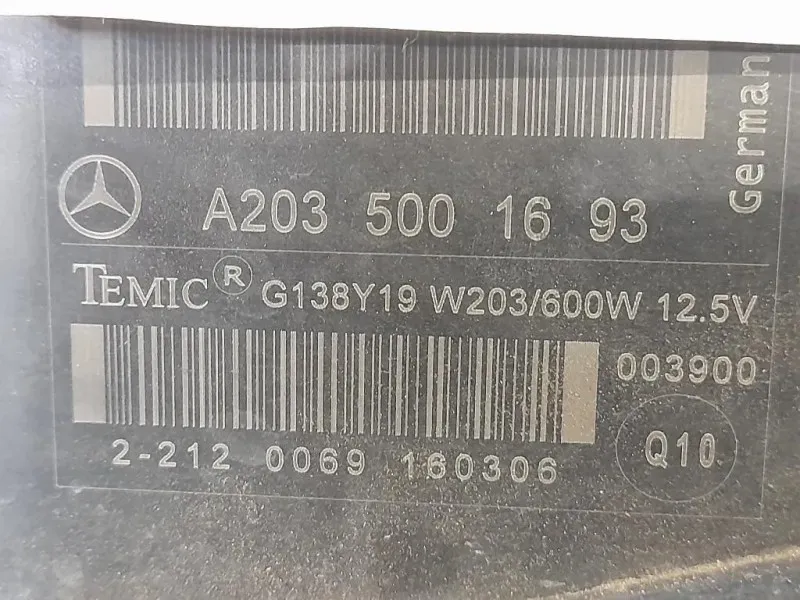 A203 500 16 93
German
TEMIC® G138Y19 W203/600W 12.5V
003900
2-212 0069 160306
Q10